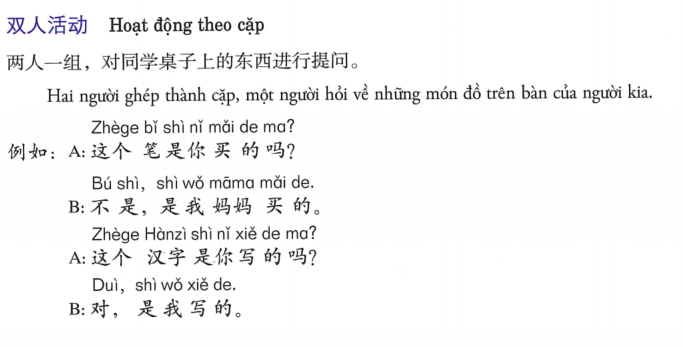 双人活动 Hoạt động theo cặp
两人一组，对同学桌子上的东西进行提问。
Hai người ghép thành cặp, một người hỏi về những món đồ trên bàn của người kia.
Zhège bǐ shì nǐ mǎi de ma?
例如：A: 这个 笔 是 你 买 的 吗？
Bú shì, shì wǒ māma mǎi de.
B: 不 是，是 我 妈妈 买 的。
Zhège Hànzì shì nǐ xiě de ma?
A: 这个 汉字 是你 写 的 吗？
Duì, shì wǒ xiě de.
B: 对， 是 我 写 的。